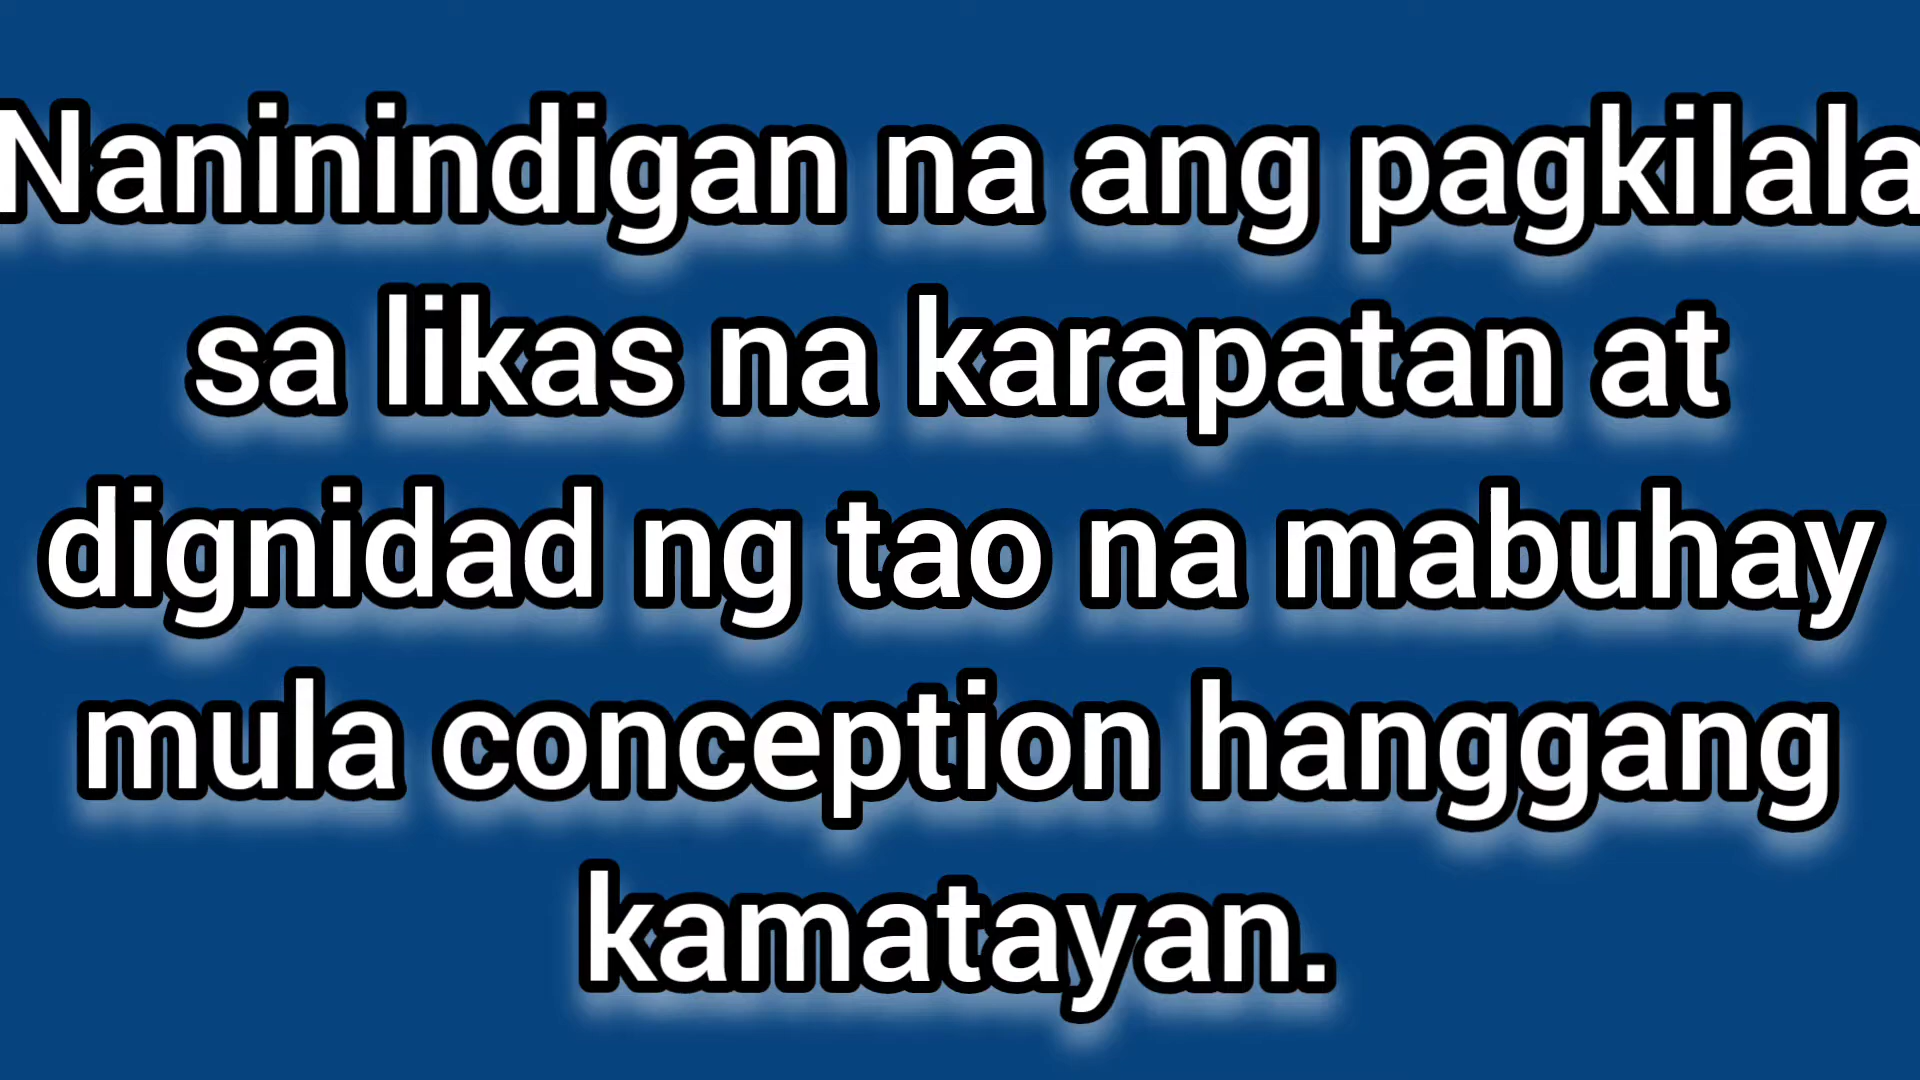 Naninindigan na ang pagkilala
sa likas na karapatan at
dignidad ng tao na mabuhay
mula conception hanggang
kamatayan.